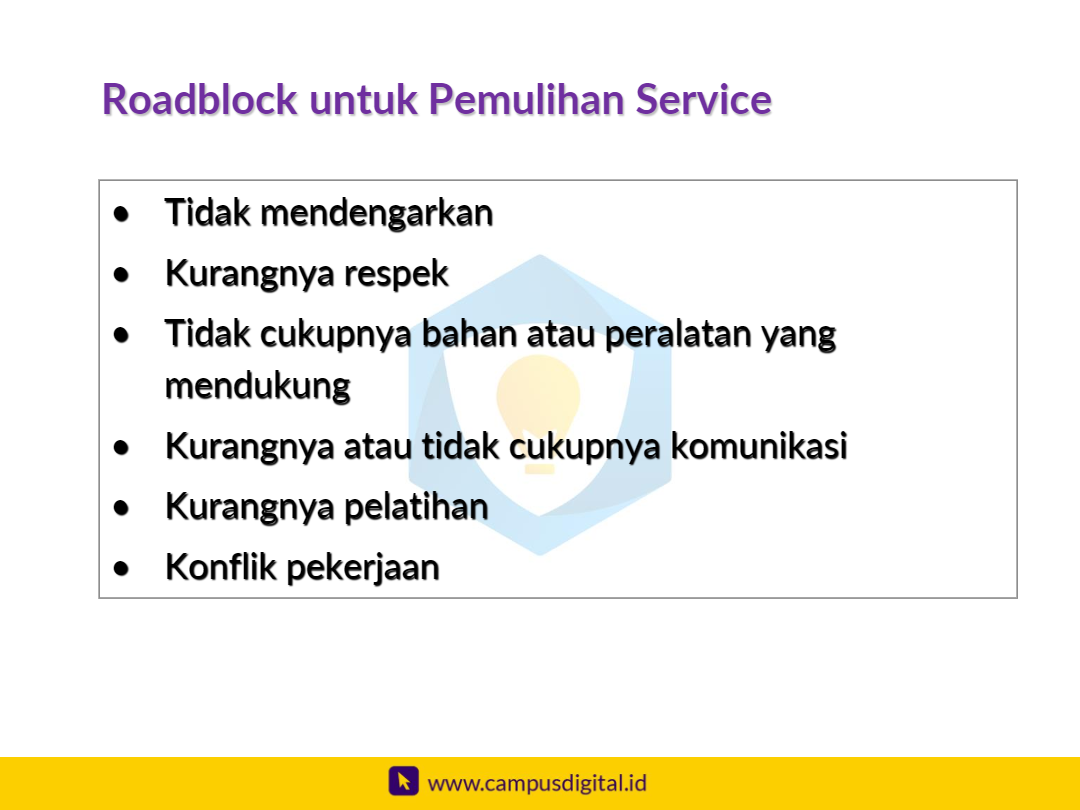 Roadblock untuk Pemulihan Service
• Tidak mendengarkan
• Kurangnya respek
• Tidak cukupnya bahan atau peralatan yang
mendukung
• Kurangnya atau tidak cukupnya komunikasi
• Kurangnya pelatihan
• Konflik pekerjaan
www.campusdigital.id